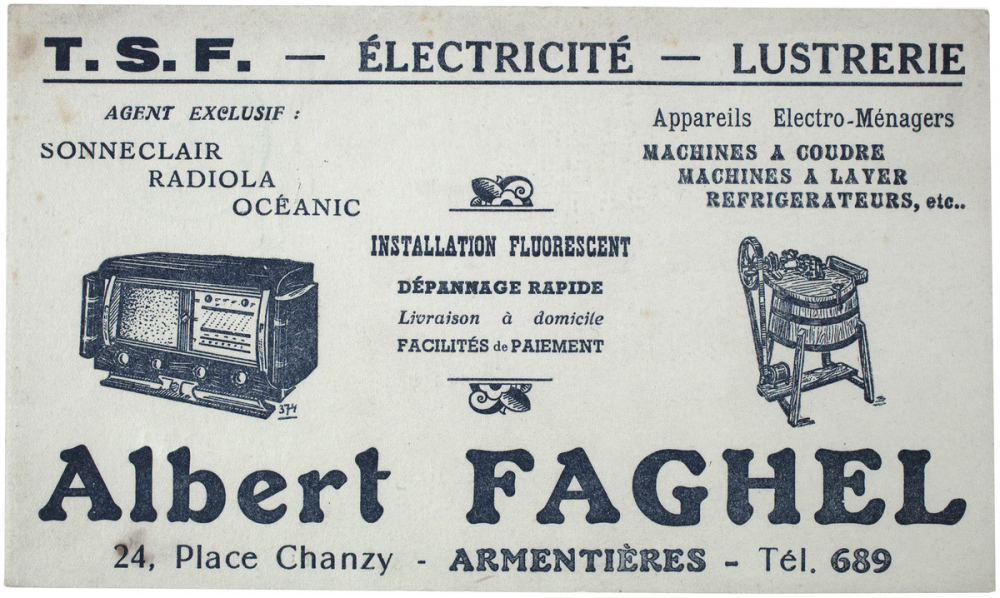 T. S. F. — ÉLECTRICITÉ — LUSTRERIE
AGENT EXCLUSIF :
SONNECLAIR
RADIOLA
OCÉANIC
Appareils Electro-Ménagers
MACHINES A COUDRE
MACHINES A LAVER
REFRIGERATEURS, etc..
INSTALLATION FLUORESCENT
DÉPANNAGE RAPIDE
Livraison à domicile
FACILITÉS de PAIEMENT
374
Albert FAGHEL
24, Place Chanzy - ARMENTIÈRES - Tél. 689